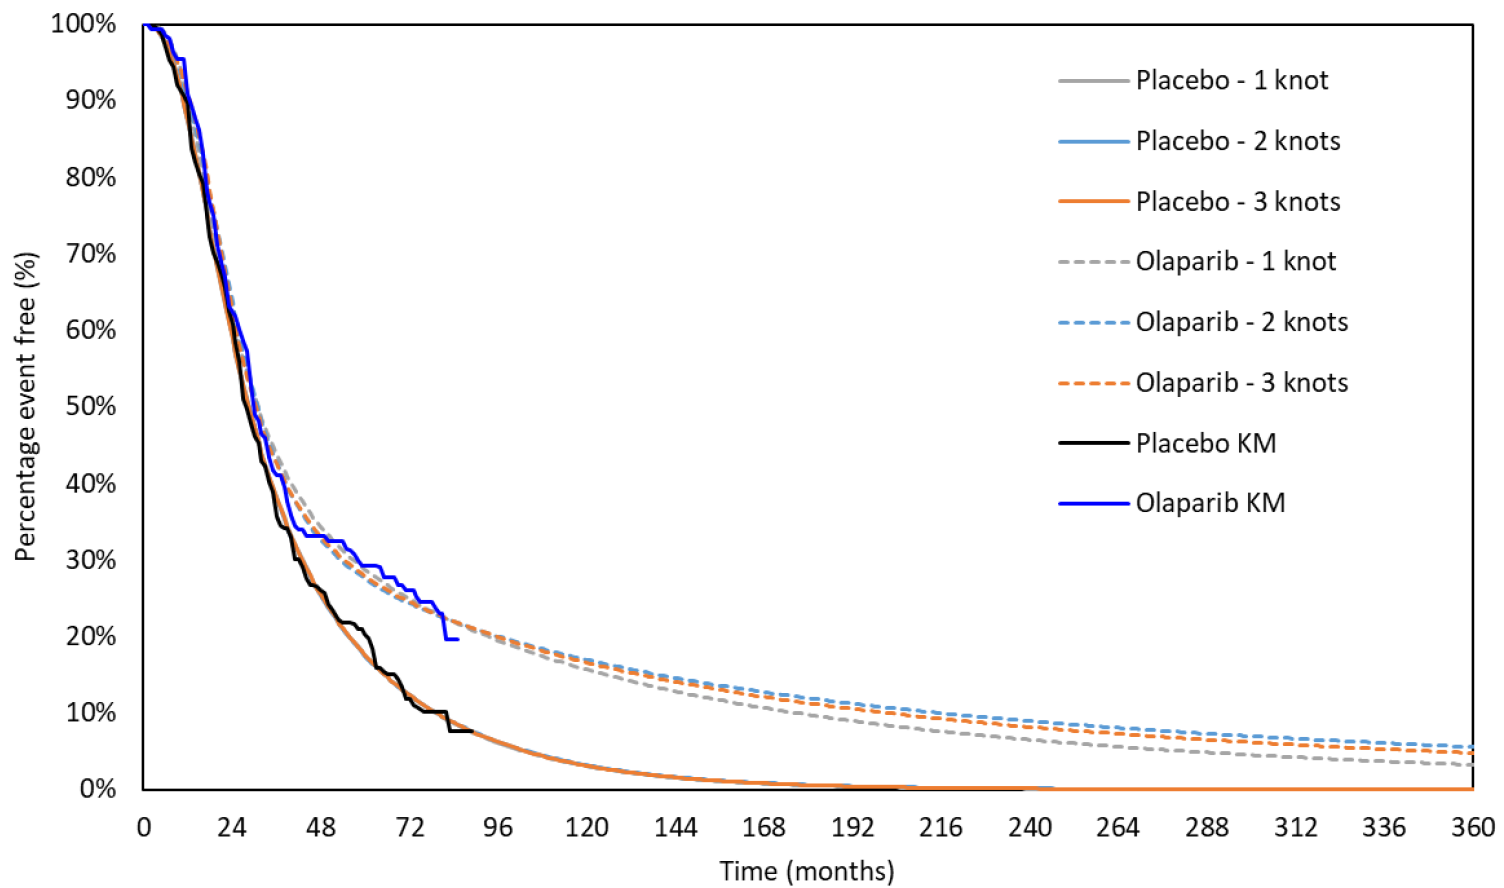 100%
90%
80%
70%
60%
50%
40%
30%
20%
10%
0%
Percentage event free (%)
Placebo - 1 knot
Placebo - 2 knots
Placebo - 3 knots
Olaparib - 1 knot
Olaparib - 2 knots
Olaparib - 3 knots
Placebo KM
Olaparib KM
0 24 48 72 96 120 144 168 192 216 240 264 288 312 336 360
Time (months)